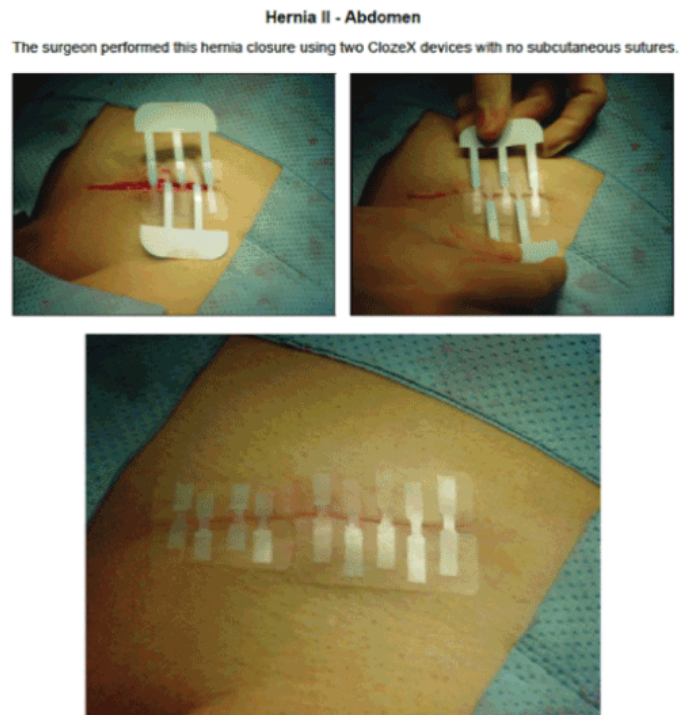 Hernia II - Abdomen
The surgeon performed this hernia closure using two ClozeX devices with no subcutaneous sutures.